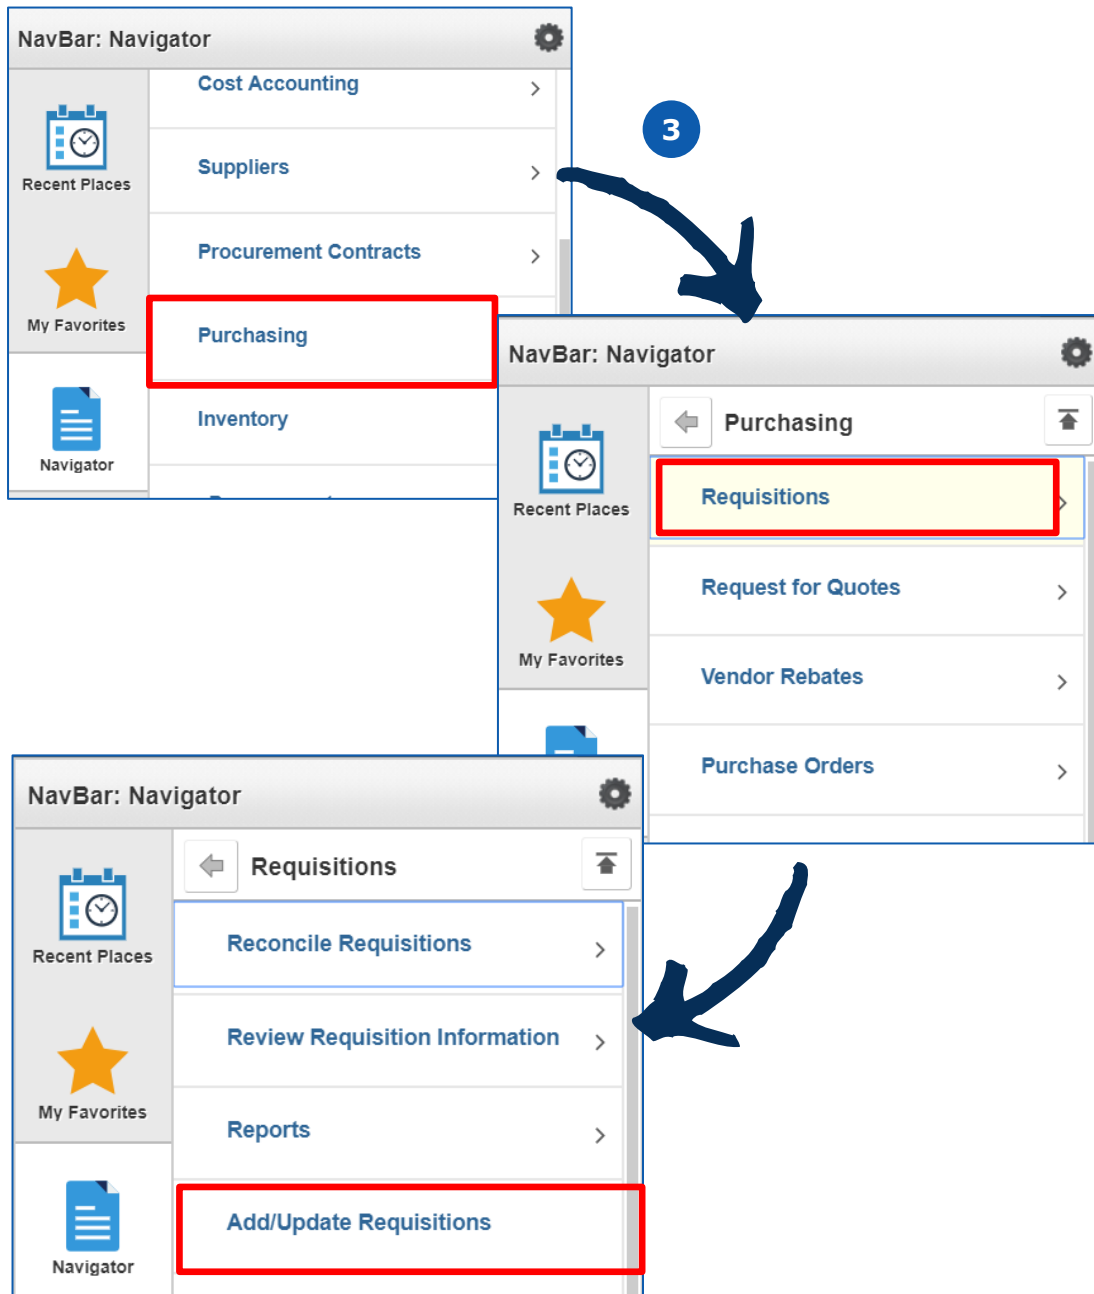 NavBar: Navigator
Cost Accounting
Recent Places
Suppliers
Procurement Contracts
My Favorites
Purchasing
Inventory
Navigator
3
NavBar: Navigator
Purchasing
Recent Places
Requisitions
Request for Quotes
My Favorites
Vendor Rebates
Purchase Orders
NavBar: Navigator
Requisitions
Recent Places
Reconcile Requisitions
Review Requisition Information
My Favorites
Reports
Add/Update Requisitions
Navigator